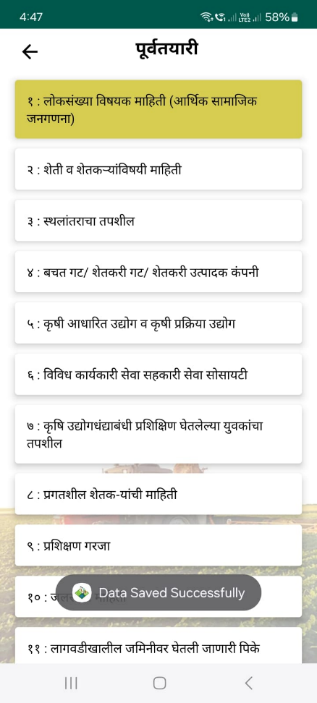 4:47 58%
पूर्वतयारी
१ : लोकसंख्या विषयक माहिती (आर्थिक सामाजिक
जनगणना)
२ : शेती व शेतकऱ्यांविषयी माहिती
३ : स्थलांतराचा तपशील
४ : बचत गट/ शेतकरी गट/ शेतकरी उत्पादक कंपनी
५ : कृषी आधारित उद्योग व कृषी प्रक्रिया उद्योग
६ : विविध कार्यकारी सेवा सहकारी सेवा सोसायटी
७ : कृषि उद्योगधंद्याबंधी प्रशिक्षिण घेतलेल्या युवकांचा
तपशील
८ : प्रगतशील शेतक-यांची माहिती
९ : प्रशिक्षण गरजा
१० :
Data Saved Successfully
११ : लागवडीखालील जमिनीवर घेतली जाणारी पिके